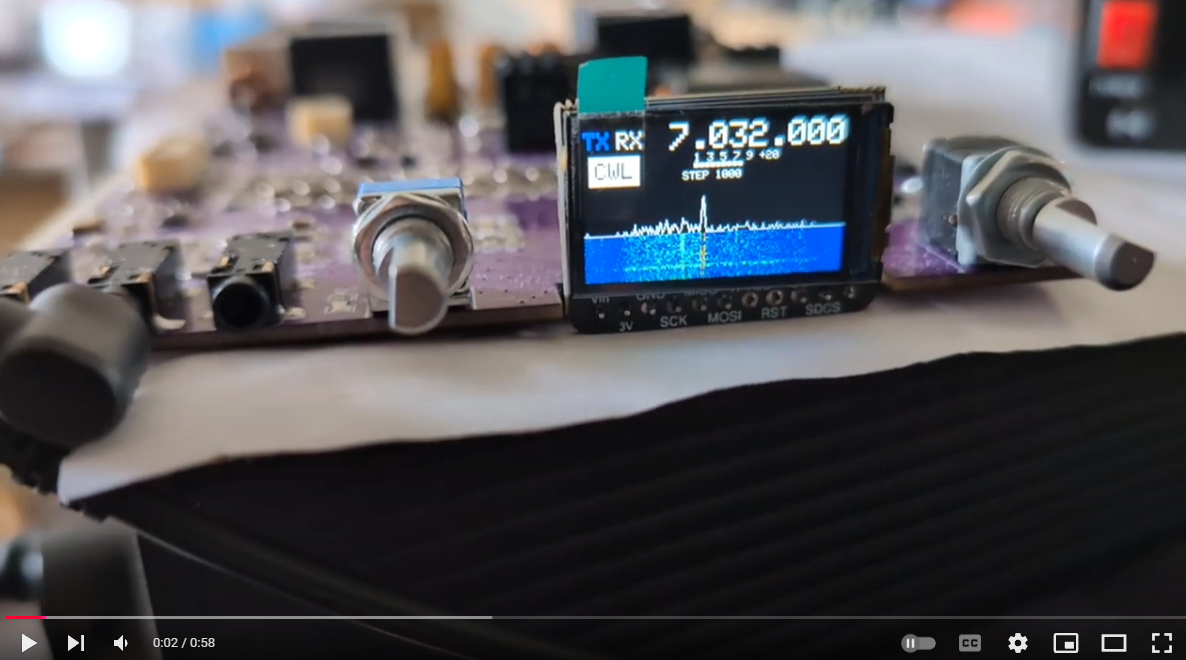 TX RX 7.032.000
1 3 5 7 9 +20
CWL
STEP 1000
Vin GND
3V SCK MOSI RST SDCS
0:02 / 0:58
CC